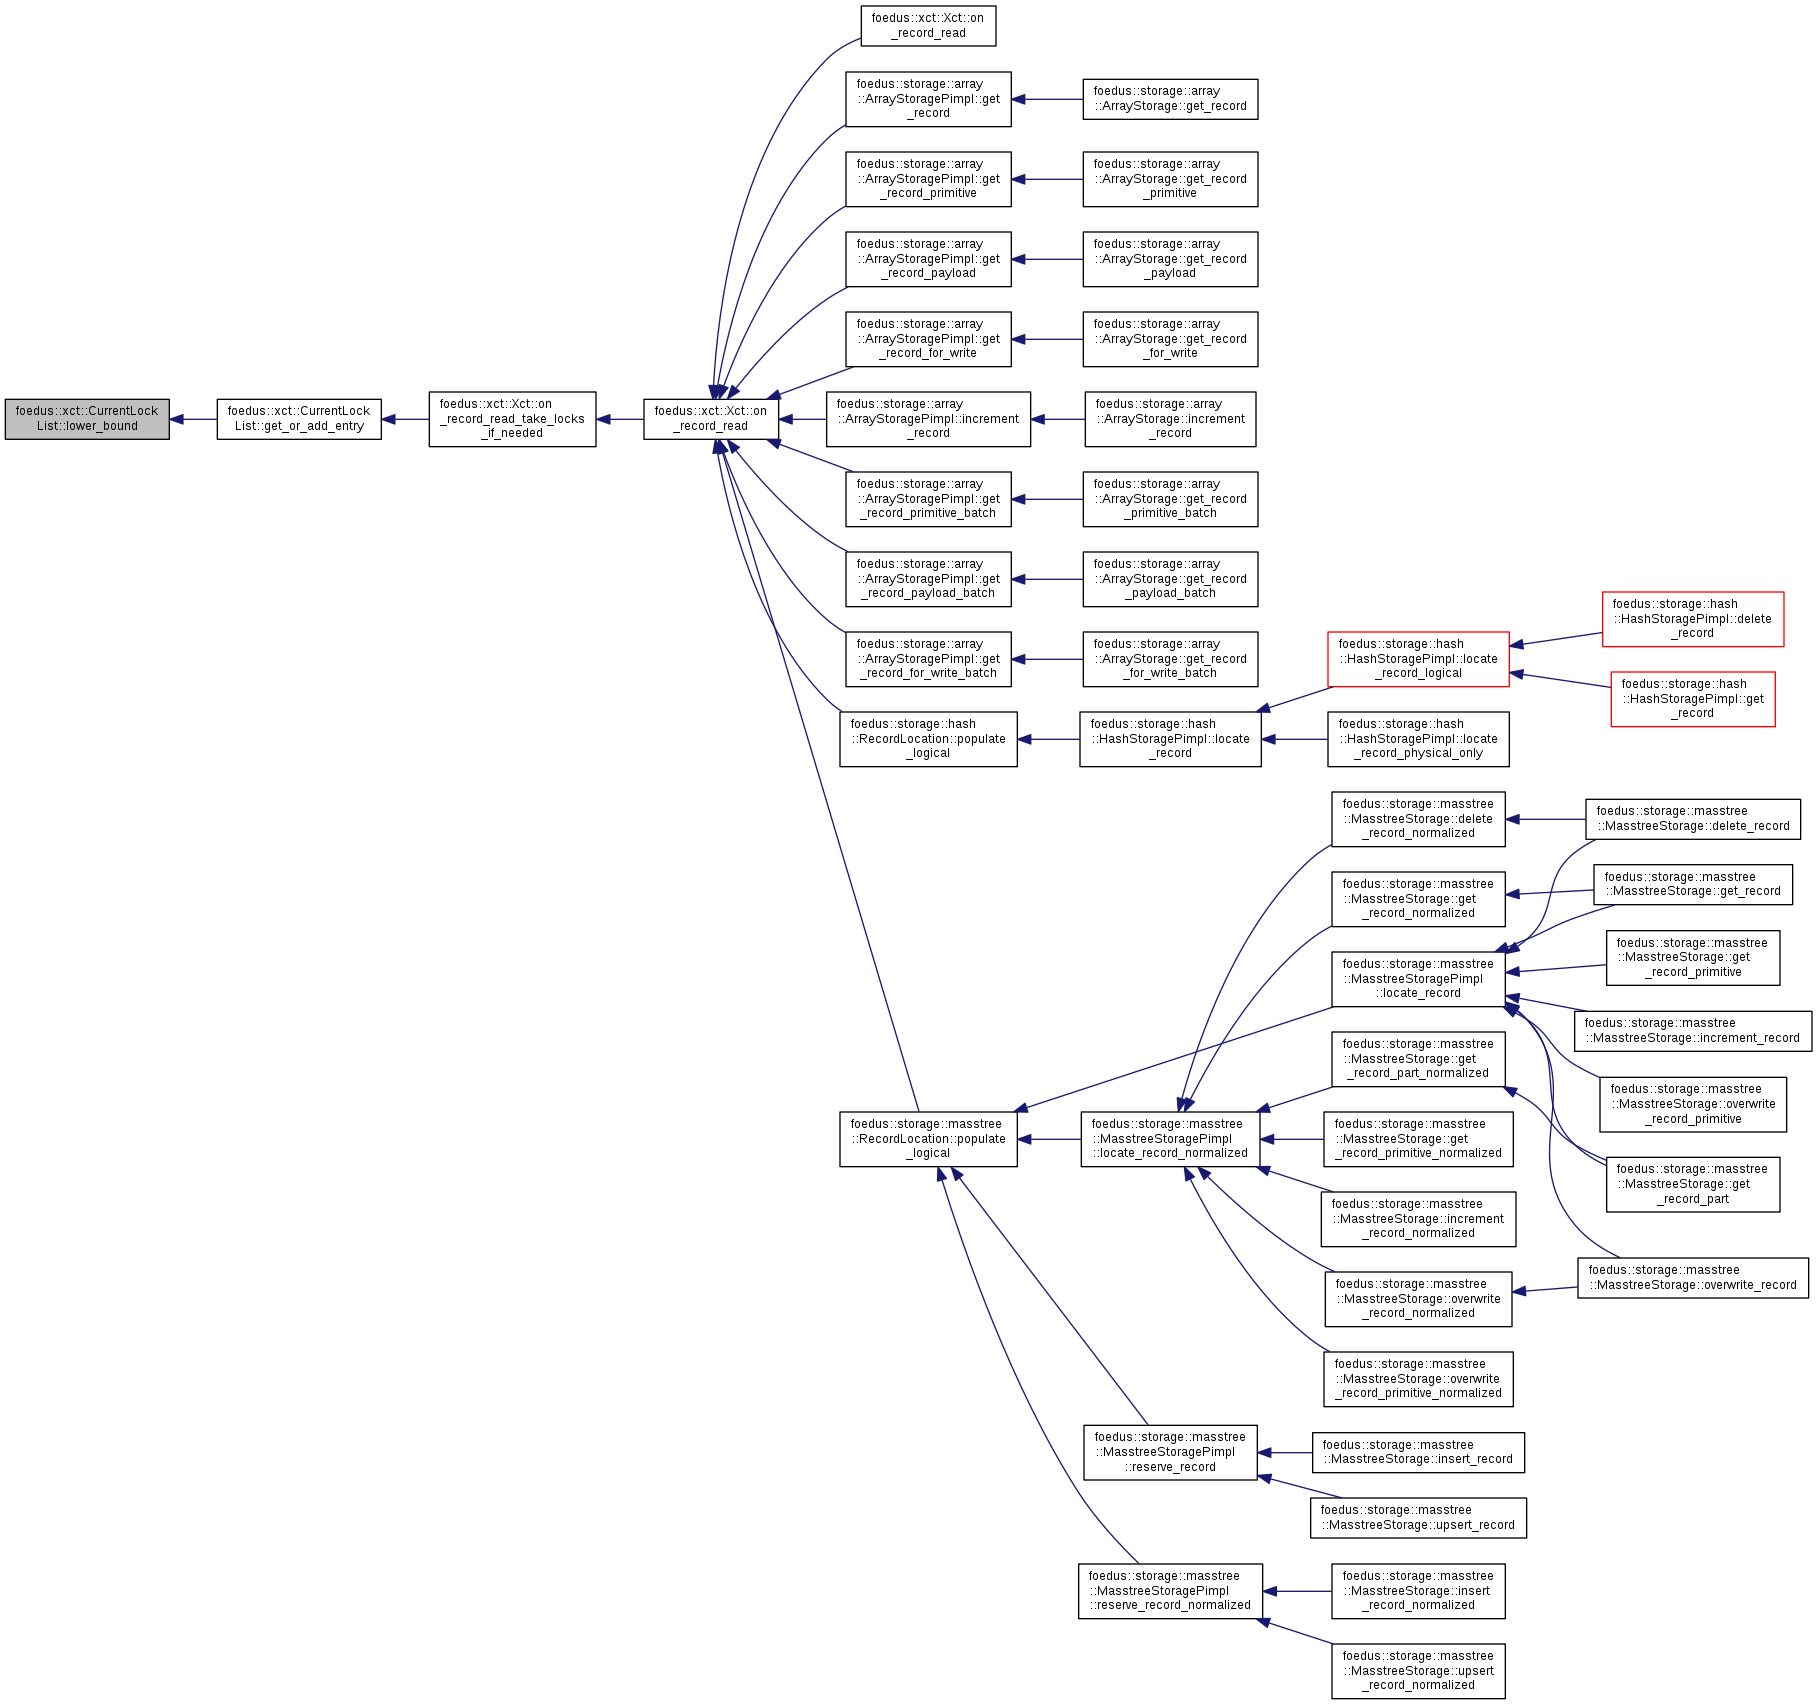 foedus::xct::CurrentLock
List::lower_bound
foedus::xct::CurrentLock
List::get_or_add_entry
foedus::xct::Xct::on
_record_read_take_locks
_if_needed
foedus::xct::Xct::on
_record_read
foedus::xct::Xct::on
_record_read
foedus::storage::array
::ArrayStoragePimpl::get
_record
foedus::storage::array
::ArrayStorage::get_record
foedus::storage::array
::ArrayStoragePimpl::get
_record_primitive
foedus::storage::array
::ArrayStorage::get_record
_primitive
foedus::storage::array
::ArrayStoragePimpl::get
_record_payload
foedus::storage::array
::ArrayStorage::get_record
_payload
foedus::storage::array
::ArrayStoragePimpl::get
_record_for_write
foedus::storage::array
::ArrayStorage::get_record
_for_write
foedus::storage::array
::ArrayStoragePimpl::increment
_record
foedus::storage::array
::ArrayStorage::increment
_record
foedus::storage::array
::ArrayStoragePimpl::get
_record_primitive_batch
foedus::storage::array
::ArrayStorage::get_record
_primitive_batch
foedus::storage::array
::ArrayStoragePimpl::get
_record_payload_batch
foedus::storage::array
::ArrayStorage::get_record
_payload_batch
foedus::storage::array
::ArrayStoragePimpl::get
_record_for_write_batch
foedus::storage::array
::ArrayStorage::get_record
_for_write_batch
foedus::storage::hash
::RecordLocation::populate
_logical
foedus::storage::hash
::HashStoragePimpl::locate
_record
foedus::storage::hash
::HashStoragePimpl::locate
_record_logical
foedus::storage::hash
::HashStoragePimpl::delete
_record
foedus::storage::hash
::HashStoragePimpl::get
_record
foedus::storage::hash
::HashStoragePimpl::locate
_record_physical_only
foedus::storage::masstree
::RecordLocation::populate
_logical
foedus::storage::masstree
::MasstreeStoragePimpl
::locate_record_normalized
foedus::storage::masstree
::MasstreeStorage::delete
_record_normalized
foedus::storage::masstree
::MasstreeStorage::get
_record_normalized
foedus::storage::masstree
::MasstreeStoragePimpl
::locate_record
foedus::storage::masstree
::MasstreeStorage::get
_record_part_normalized
foedus::storage::masstree
::MasstreeStorage::get
_record_primitive_normalized
foedus::storage::masstree
::MasstreeStorage::increment
_record_normalized
foedus::storage::masstree
::MasstreeStorage::overwrite
_record_normalized
foedus::storage::masstree
::MasstreeStorage::overwrite
_record_primitive_normalized
foedus::storage::masstree
::MasstreeStorage::delete_record
foedus::storage::masstree
::MasstreeStorage::get_record
foedus::storage::masstree
::MasstreeStorage::get
_record_primitive
foedus::storage::masstree
::MasstreeStorage::increment_record
foedus::storage::masstree
::MasstreeStorage::overwrite
_record_primitive
foedus::storage::masstree
::MasstreeStorage::get
_record_part
foedus::storage::masstree
::MasstreeStorage::overwrite_record
foedus::storage::masstree
::MasstreeStoragePimpl
::reserve_record
foedus::storage::masstree
::MasstreeStorage::insert_record
foedus::storage::masstree
::MasstreeStorage::upsert_record
foedus::storage::masstree
::MasstreeStoragePimpl
::reserve_record_normalized
foedus::storage::masstree
::MasstreeStorage::insert
_record_normalized
foedus::storage::masstree
::MasstreeStorage::upsert
_record_normalized